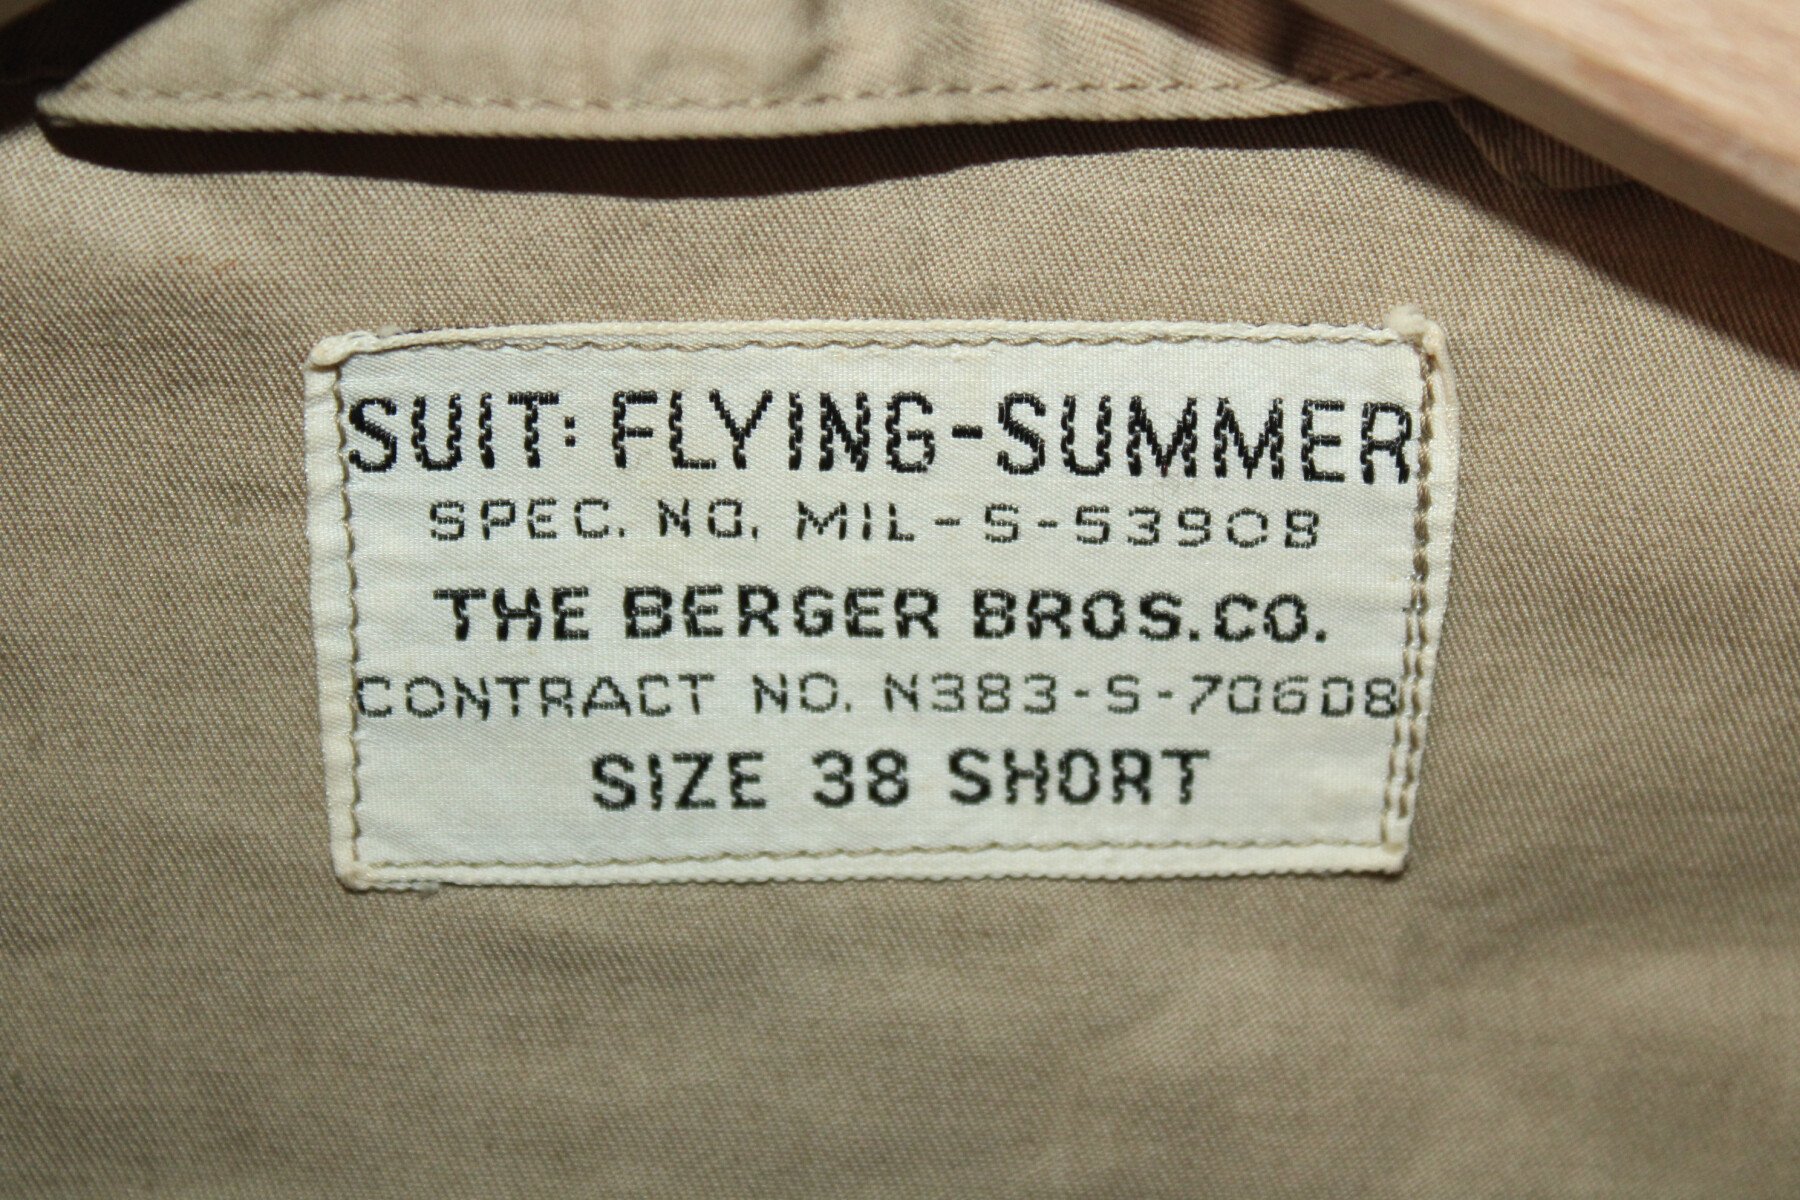 SUIT: FLYING-SUMMER
SPEC. NO. MIL-S-5390B
THE BERGER BROS. CO.
CONTRACT NO. N383-S-70608
SIZE 38 SHORT